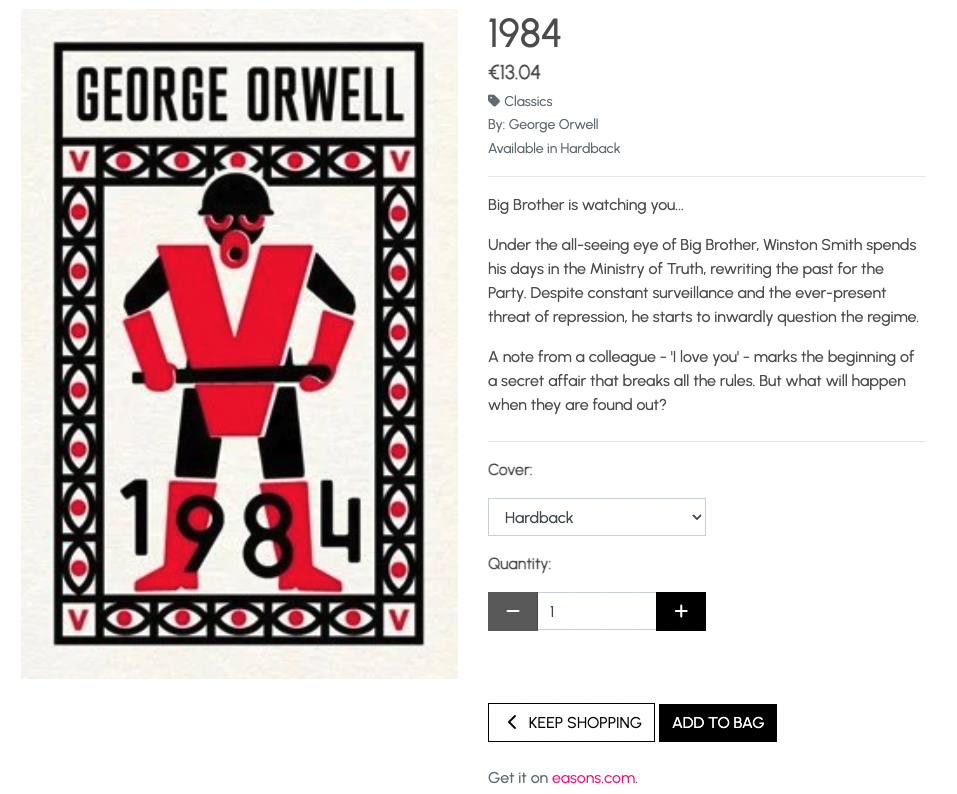 GEORGE ORWELL
V V
1984
V V
1984
€13.04
Classics
By: George Orwell
Available in Hardback
Big Brother is watching you...
Under the all-seeing eye of Big Brother, Winston Smith spends
his days in the Ministry of Truth, rewriting the past for the
Party. Despite constant surveillance and the ever-present
threat of repression, he starts to inwardly question the regime.
A note from a colleague - 'I love you' - marks the beginning of
a secret affair that breaks all the rules. But what will happen
when they are found out?
Cover:
Hardback
Quantity:
1
KEEP SHOPPING
ADD TO BAG
Get it on easons.com.